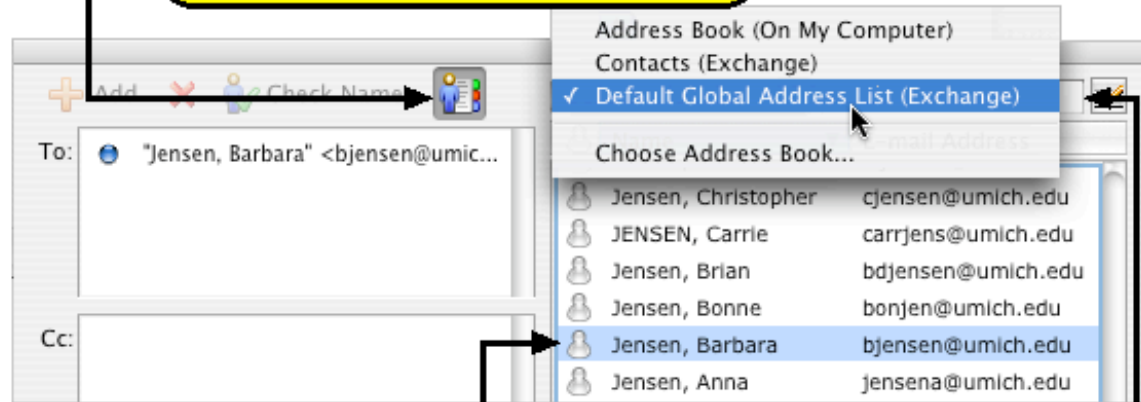 Address Book (On My Computer)
Contacts (Exchange)
✓ Default Global Address List (Exchange)
Choose Address Book...
Add
Check Name
Name
E-mail Address
To: "Jensen, Barbara" <bjensen@umic...
Jensen, Christopher cjensen@umich.edu
JENSEN, Carrie carrjens@umich.edu
Jensen, Brian bdjensen@umich.edu
Jensen, Bonne bonjen@umich.edu
Cc:
Jensen, Barbara bjensen@umich.edu
Jensen, Anna jensena@umich.edu